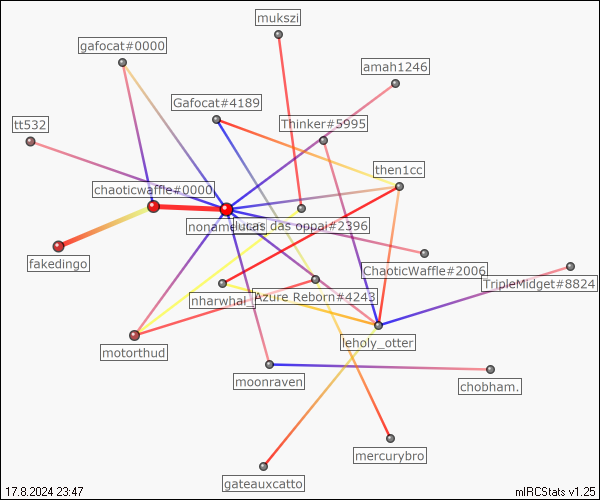 mukszi
gafocat#0000
amah1246
Gafocat#4189
Thinker#5995
tt532
then1cc
chaoticwaffle#0000
lucas das oppai#2396
fakedingo
ChaoticWaffle#2006
TripleMidget#8824
nharwhal_
Azure Reborn#4243
leholy_otter
motorthud
moonraven
chobham.
mercurybro
gateauxcatto
17.8.2024 23:47
mIRCStats v1.25